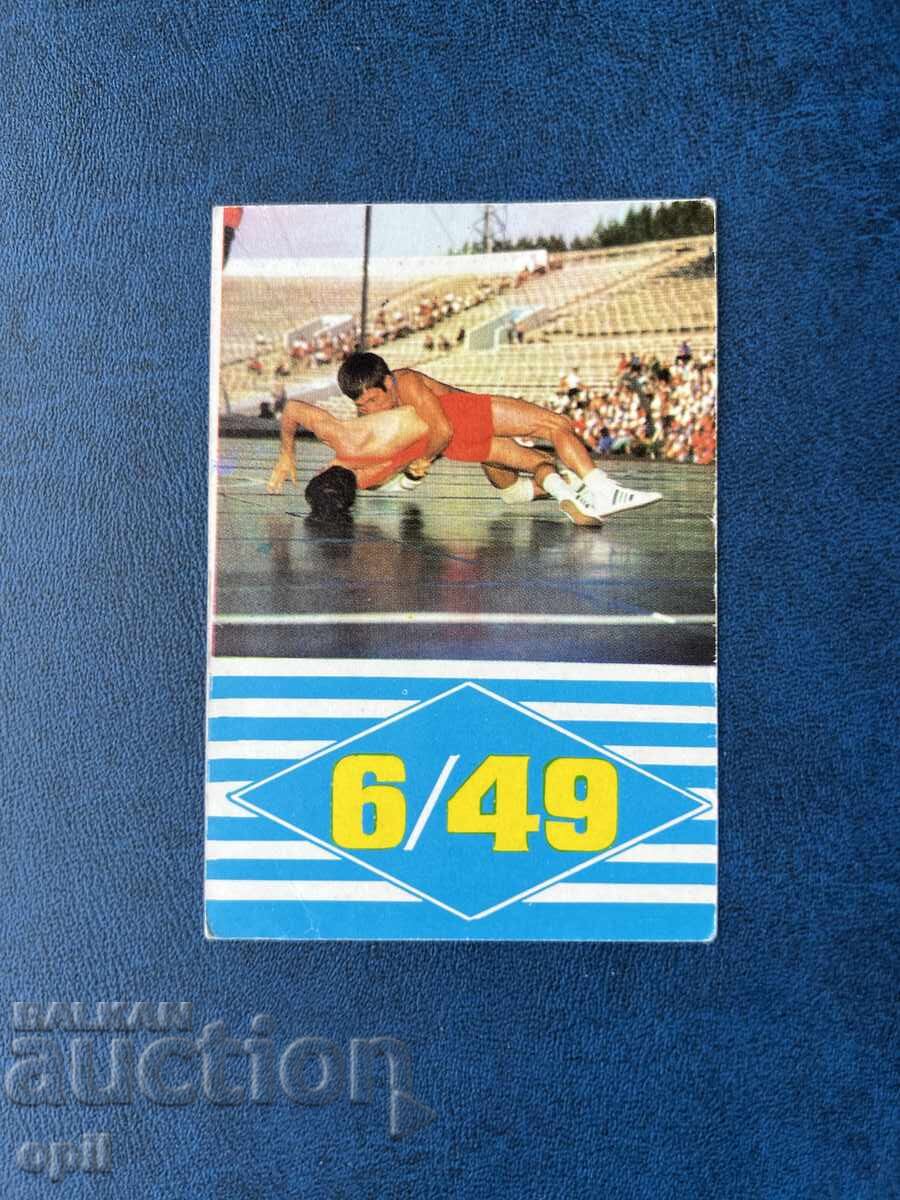 6/49
BALKAN
auction
opil